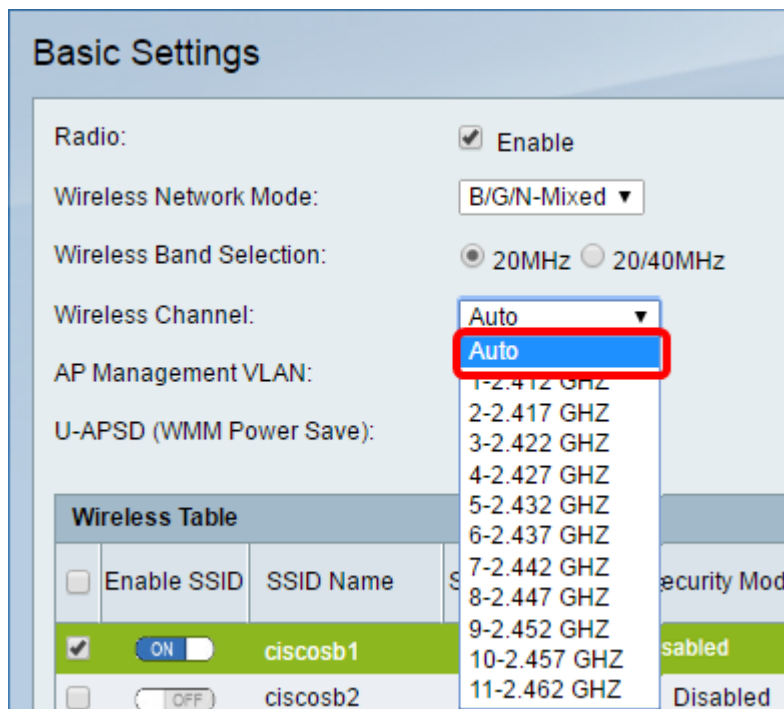 Basic Settings
Radio: Enable
Wireless Network Mode: B/G/N-Mixed
Wireless Band Selection: 20MHz 20/40MHz
Wireless Channel: Auto
Auto
AP Management VLAN:
1-2.412 GHZ
2-2.417 GHZ
3-2.422 GHZ
U-APSD (WMM Power Save):
4-2.427 GHZ
5-2.432 GHZ
Wireless Table
6-2.437 GHZ
7-2.442 GHZ
Enable SSID SSID Name S ecurity Mod
8-2.447 GHZ
9-2.452 GHZ
ON ciscosb1 sabled
10-2.457 GHZ
11-2.462 GHZ
OFF ciscosb2 Disabled